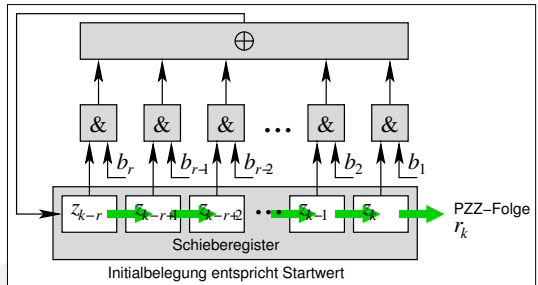 ⊕
& & & ... & &
b_r b_{r-1} b_{r-2} b_2 b_1
z_{k-r} z_{k-r+1} z_{k-r+2} ... z_{k-1} z_k
PZZ-Folge
r_k
Schieberegister
Initialbelegung entspricht Startwert